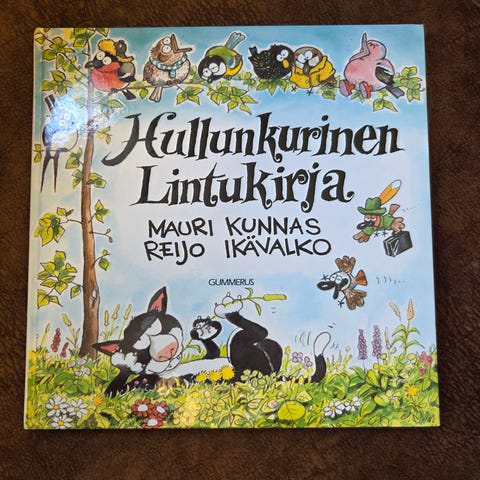 Hullunkurinen
Lintukirja
MAURI KUNNAS
REIJO IKÄVALKO
GUMMERUS